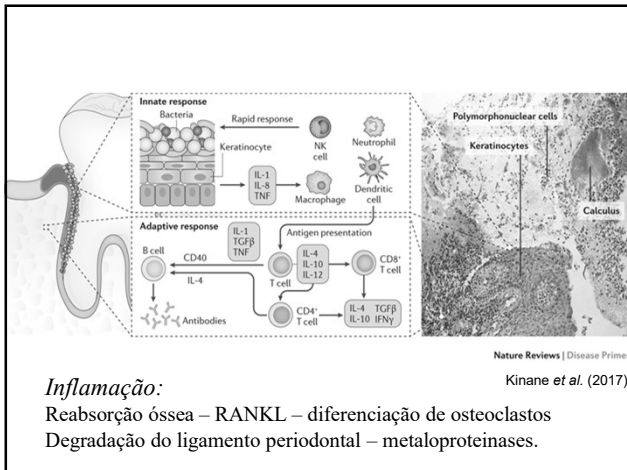 Innate response
Bacteria
Rapid response
NK
cell
Neutrophil
Keratinocyte
IL-1
IL-8
TNF
Macrophage
Dendritic
cell
Adaptive response
IL-1
TGFβ
TNF
Antigen presentation
B cell
CD40
IL-4
T cell
IL-4
IL-10
IL-12
CD8⁺
T cell
Antibodies
CD4⁺
T cell
IL-4 TGFβ
IL-10 IFNγ
Polymorphonuclear cells
Keratinocytes
Calculus
Nature Reviews | Disease Primer
Kinane et al. (2017)
Inflamação:
Reabsorção óssea – RANKL – diferenciação de osteoclastos
Degradação do ligamento periodontal – metaloproteinases.